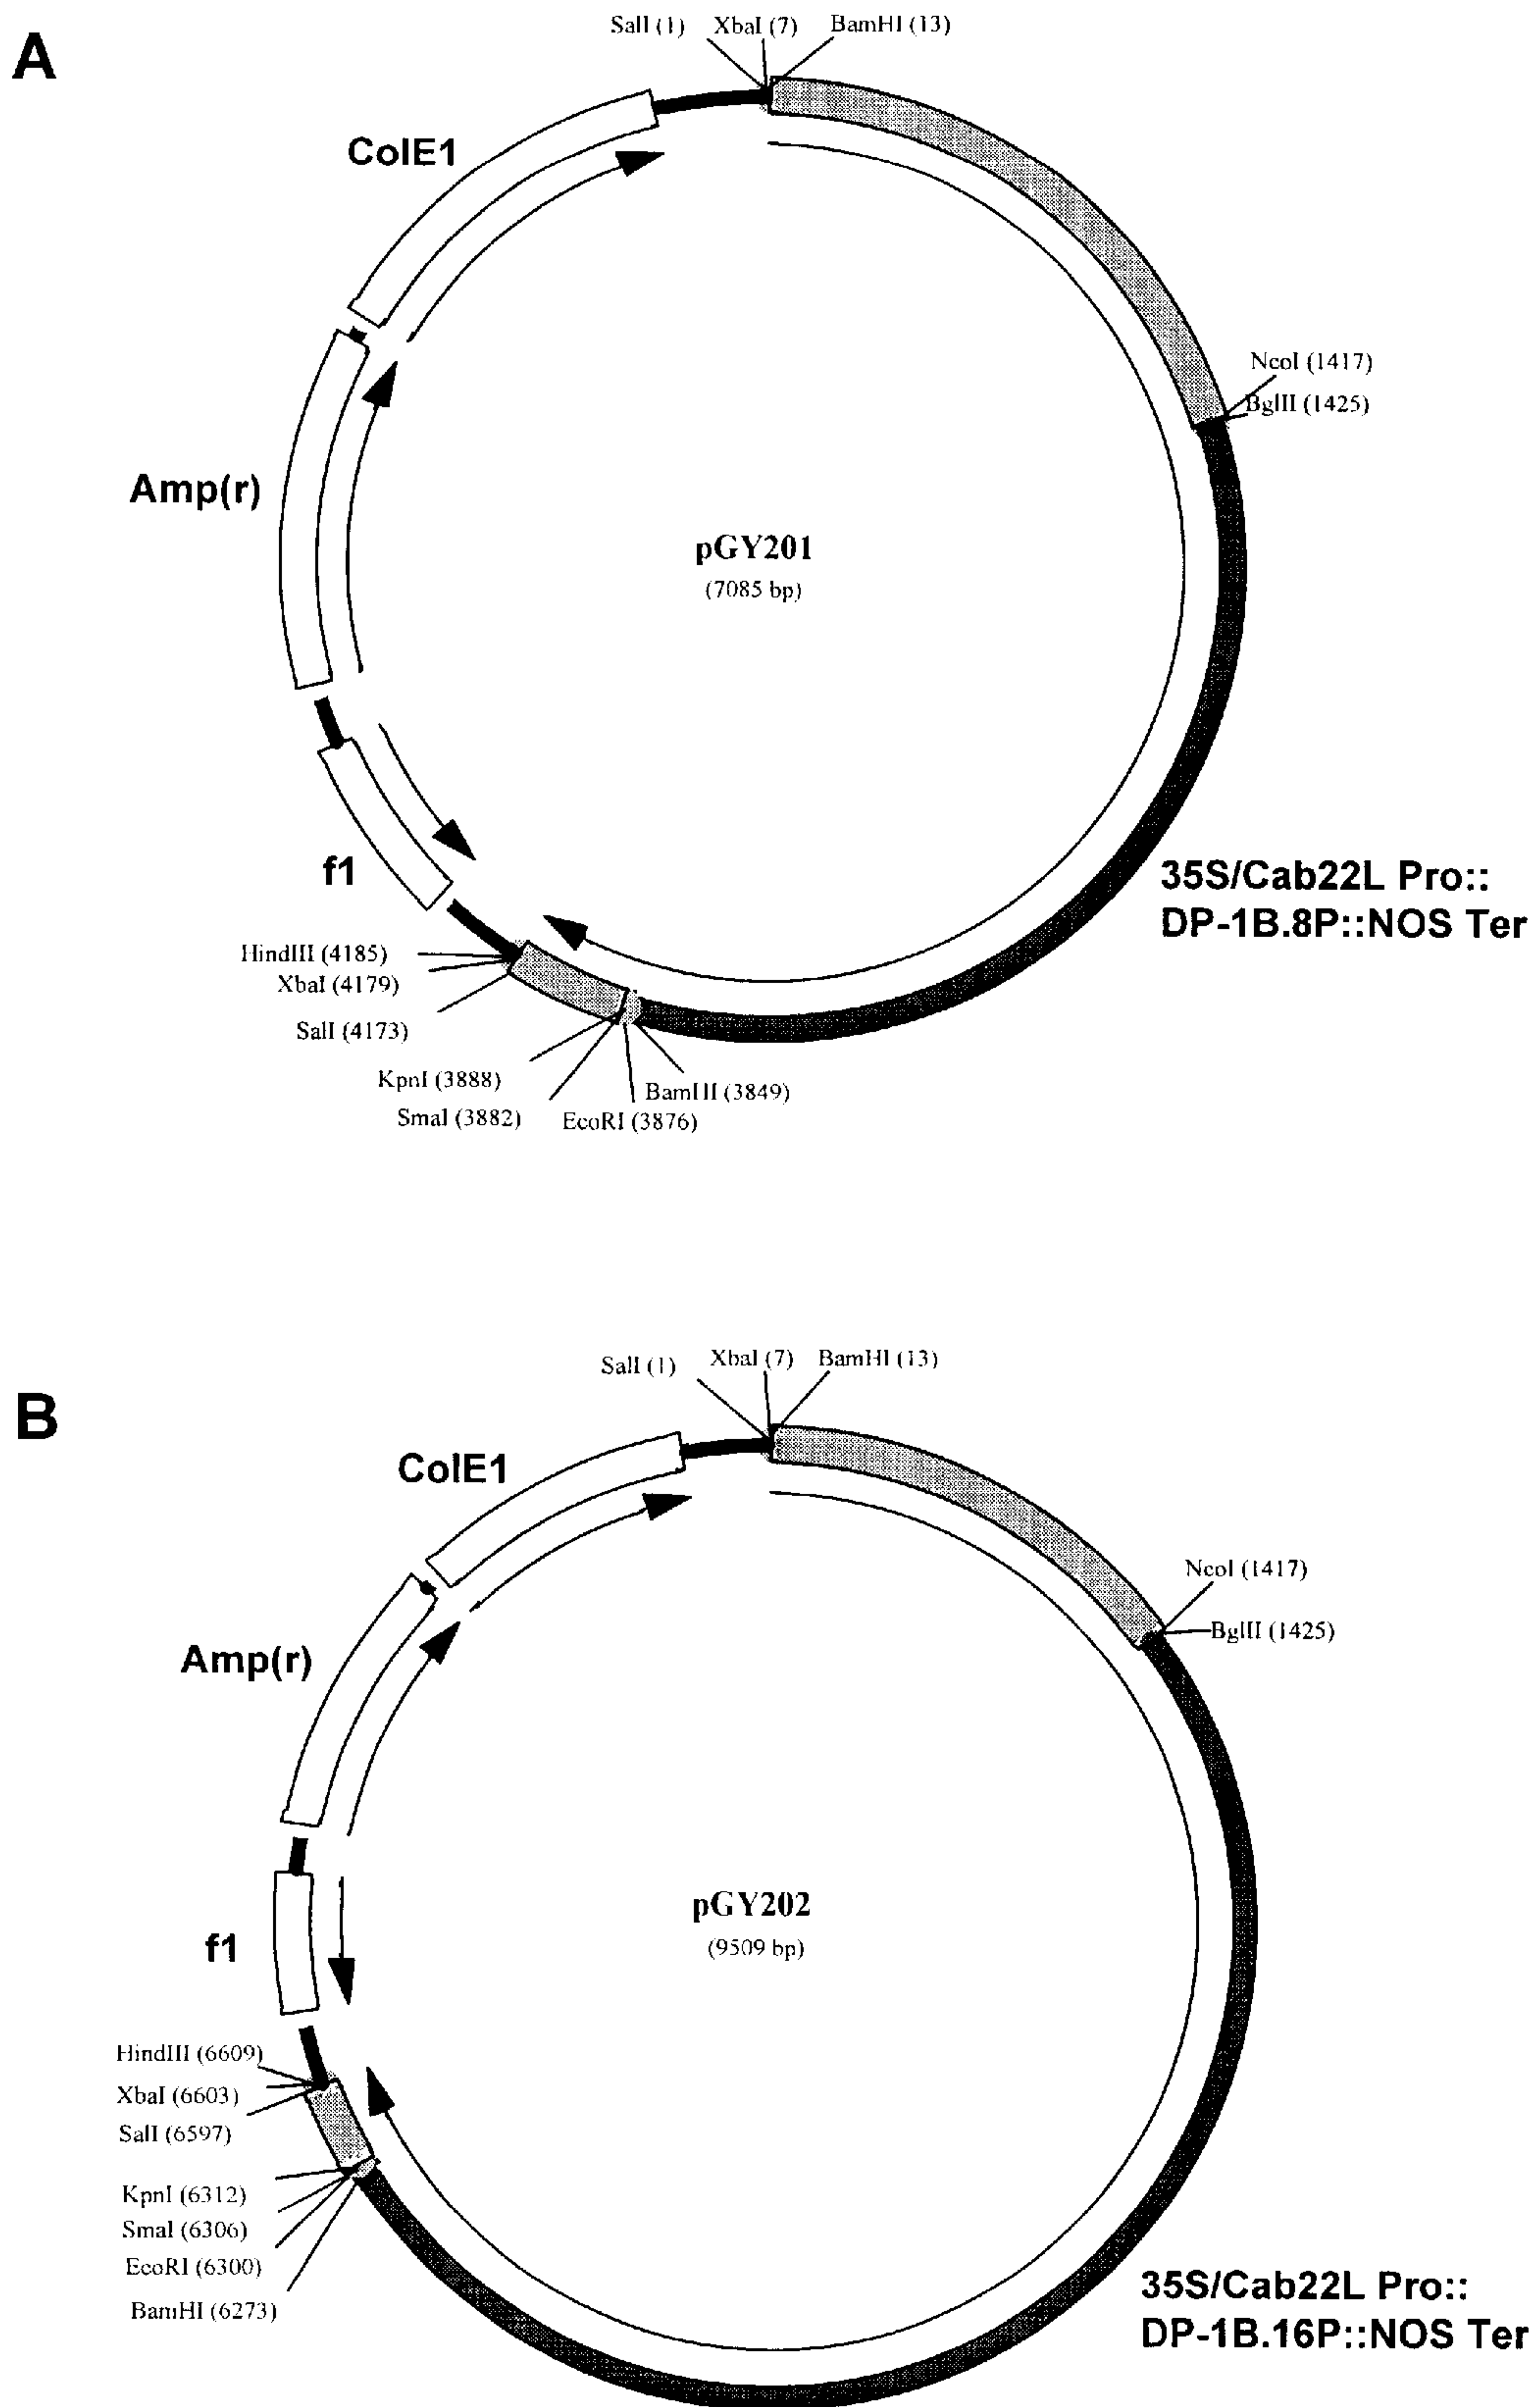 A
SalI (1) XbaI (7) BamHI (13)
ColE1
NcoI (1417)
BglII (1425)
Amp(r)
pGY201
(7085 bp)
f1
35S/Cab22L Pro::
DP-1B.8P::NOS Ter
HindIII (4185)
XbaI (4179)
SalI (4173)
KpnI (3888)
BamHI (3849)
SmaI (3882)
EcoRI (3876)
B
SalI (1) XbaI (7) BamHI (13)
ColE1
NcoI (1417)
BglII (1425)
Amp(r)
pGY202
(9509 bp)
f1
HindIII (6609)
XbaI (6603)
SalI (6597)
KpnI (6312)
SmaI (6306)
EcoRI (6300)
BamHI (6273)
35S/Cab22L Pro::
DP-1B.16P::NOS Ter